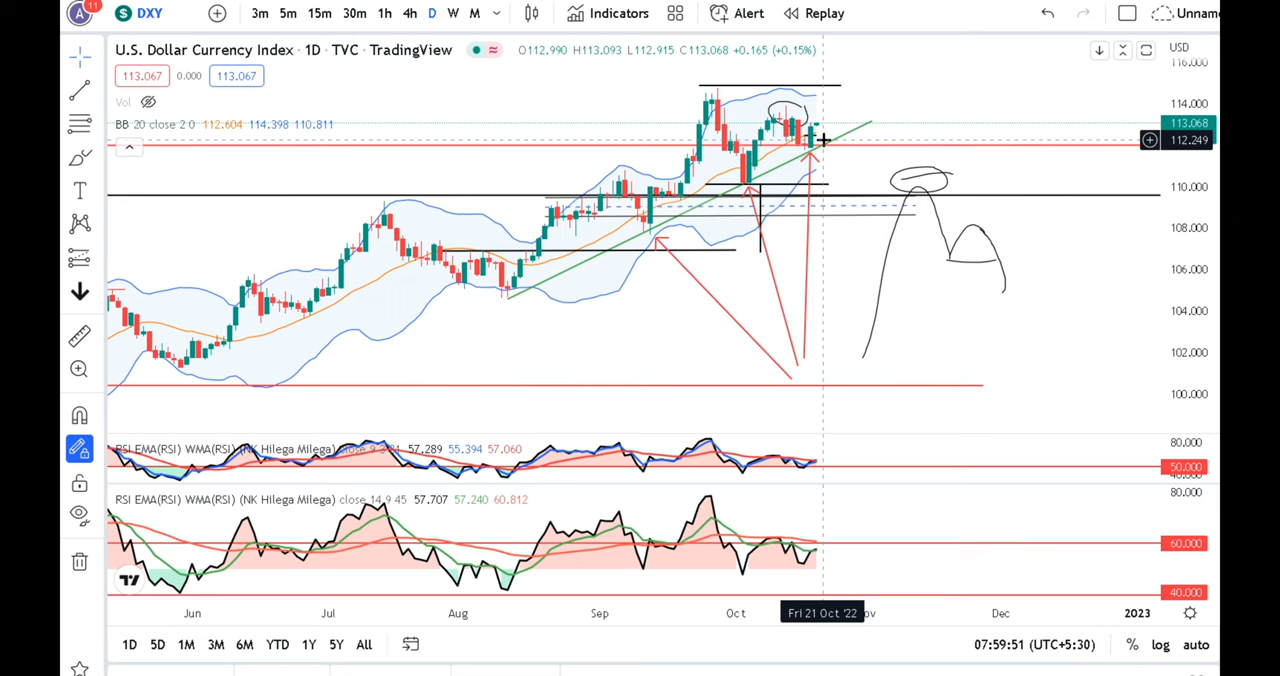 A 11 $ DXY 3m 5m 15m 30m 1h 4h D W M Indicators Alert Replay
U.S. Dollar Currency Index · 1D · TVC · TradingView O112.990 H113.093 L112.915 C113.068 +0.165 (+0.15%) USD
113.067 0.000 113.067
Vol
BB 20 close 2 0 112.604 114.398 110.811
116.000
114.000
113.068
112.249
110.000
108.000
106.000
104.000
102.000
100.000
RSI EMA(RSI) WMA(RSI) (NK Hilega Milega) close 9 3 21 57.289 55.394 57.060
80.000
50.000
RSI EMA(RSI) WMA(RSI) (NK Hilega Milega) close 14 9 45 57.707 57.240 60.812
80.000
60.000
40.000
Jun Jul Aug Sep Oct Fri 21 Oct '22 Dec 2023
1D 5D 1M 3M 6M YTD 1Y 5Y All 07:59:51 (UTC+5:30) % log auto